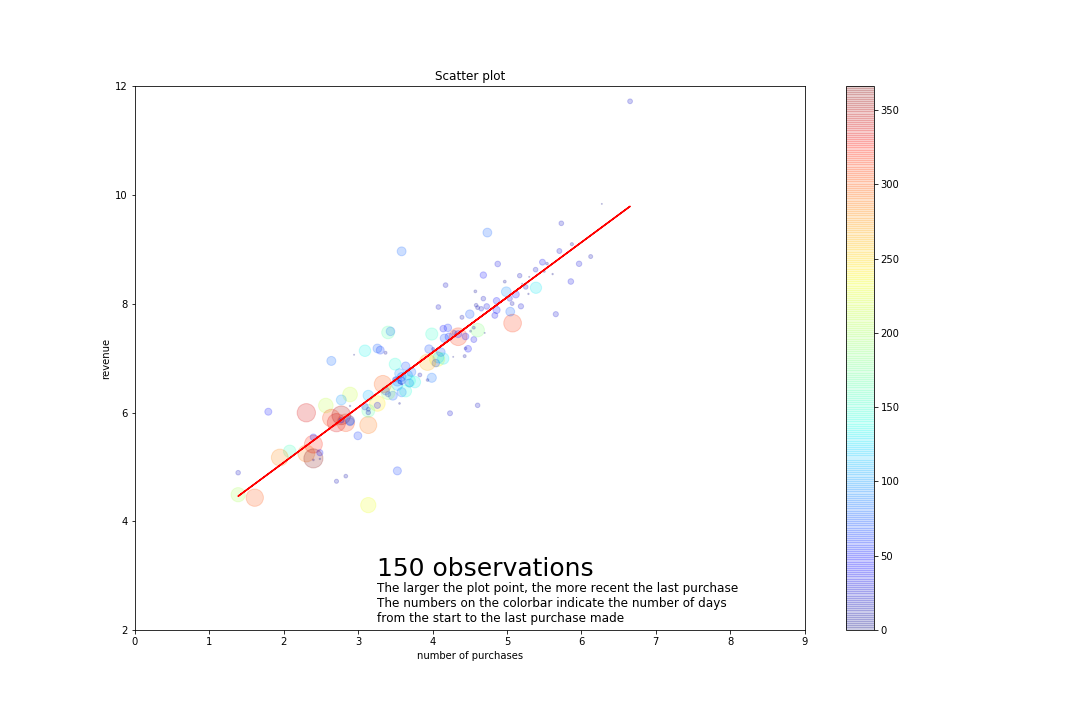 Scatter plot
12
10
8
6
4
2
revenue
0 1 2 3 4 5 6 7 8 9
number of purchases
150 observations
The larger the plot point, the more recent the last purchase
The numbers on the colorbar indicate the number of days
from the start to the last purchase made
350
300
250
200
150
100
50
0